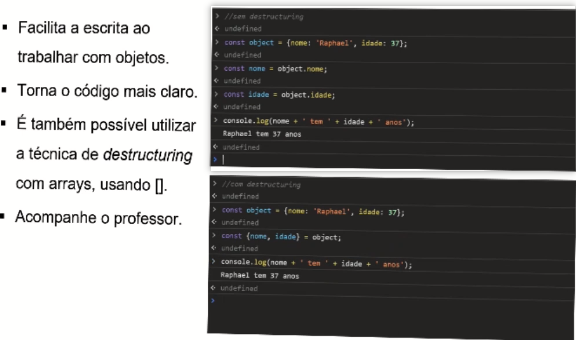 ▪ Facilita a escrita ao
trabalhar com objetos.
▪ Torna o código mais claro.
▪ É também possível utilizar
a técnica de destructuring
com arrays, usando [].
▪ Acompanhe o professor.
> //sem destructuring
< undefined
> const object = {nome: 'Raphael', idade: 37};
< undefined
> const nome = object.nome;
< undefined
> const idade = object.idade;
< undefined
> console.log(nome + ' tem ' + idade + ' anos');
Raphael tem 37 anos
< undefined
>
> //com destructuring
< undefined
> const object = {nome: 'Raphael', idade: 37};
< undefined
> const {nome, idade} = object;
< undefined
> console.log(nome + ' tem ' + idade + ' anos');
Raphael tem 37 anos
< undefined
>